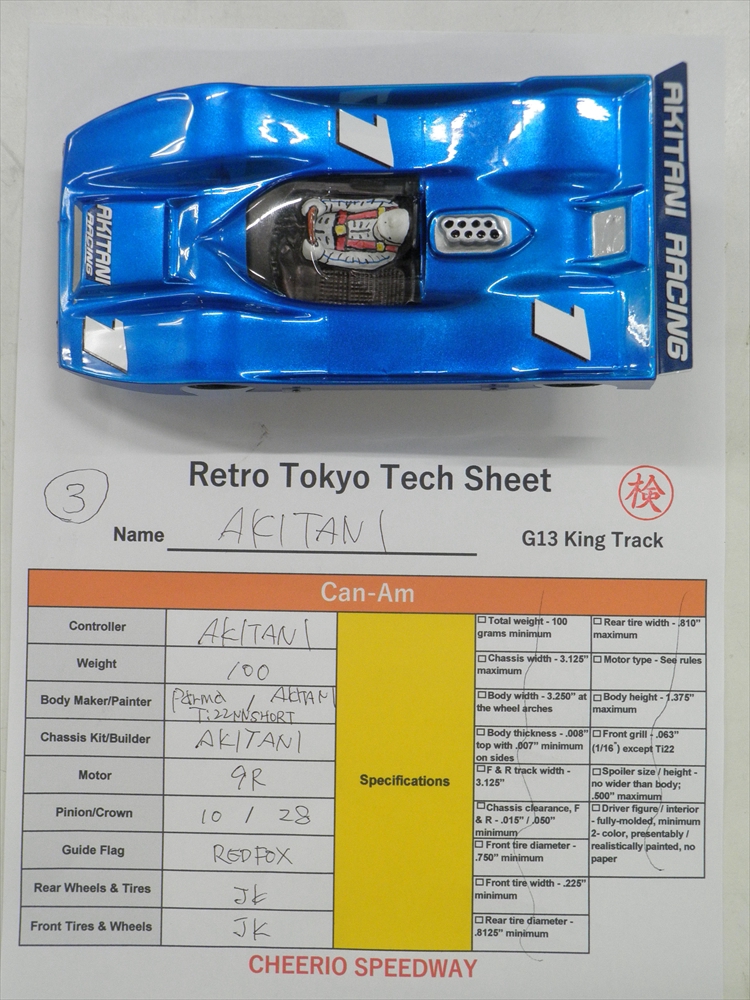 1
AKITANI
RACING
1
1
AKITANI RACING
Retro Tokyo Tech Sheet
3
検
Name AKITANI
G13 King Track
Can-Am
Controller AKITANI
Weight 100
Body Maker/Painter Parma / AKITANI
Ti22NNSHORT
Chassis Kit/Builder AKITANI
Motor 9R
Pinion/Crown 10 / 28
Guide Flag REDFOX
Rear Wheels & Tires JK
Front Tires & Wheels JK
Specifications
☐ Total weight - 100
grams minimum
☐ Chassis width - 3.125"
maximum
☐ Body width - 3.250" at
the wheel arches
☐ Body thickness - .008"
top with .007" minimum
on sides
☐ F & R track width -
3.125"
☐ Chassis clearance, F
& R - .015" / .050"
minimum
☐ Front tire diameter -
.750" minimum
☐ Front tire width - .225"
minimum
☐ Rear tire diameter -
.8125" minimum
☐ Rear tire width - .810"
maximum
☐ Motor type - See rules
☐ Body height - 1.375"
maximum
☐ Front grill - .063"
(1/16") except Ti22
☐ Spoiler size / height -
no wider than body;
.500" maximum
☐ Driver figure / interior
- fully-molded, minimum
2- color, presentably /
realistically painted, no
paper
CHEERIO SPEEDWAY